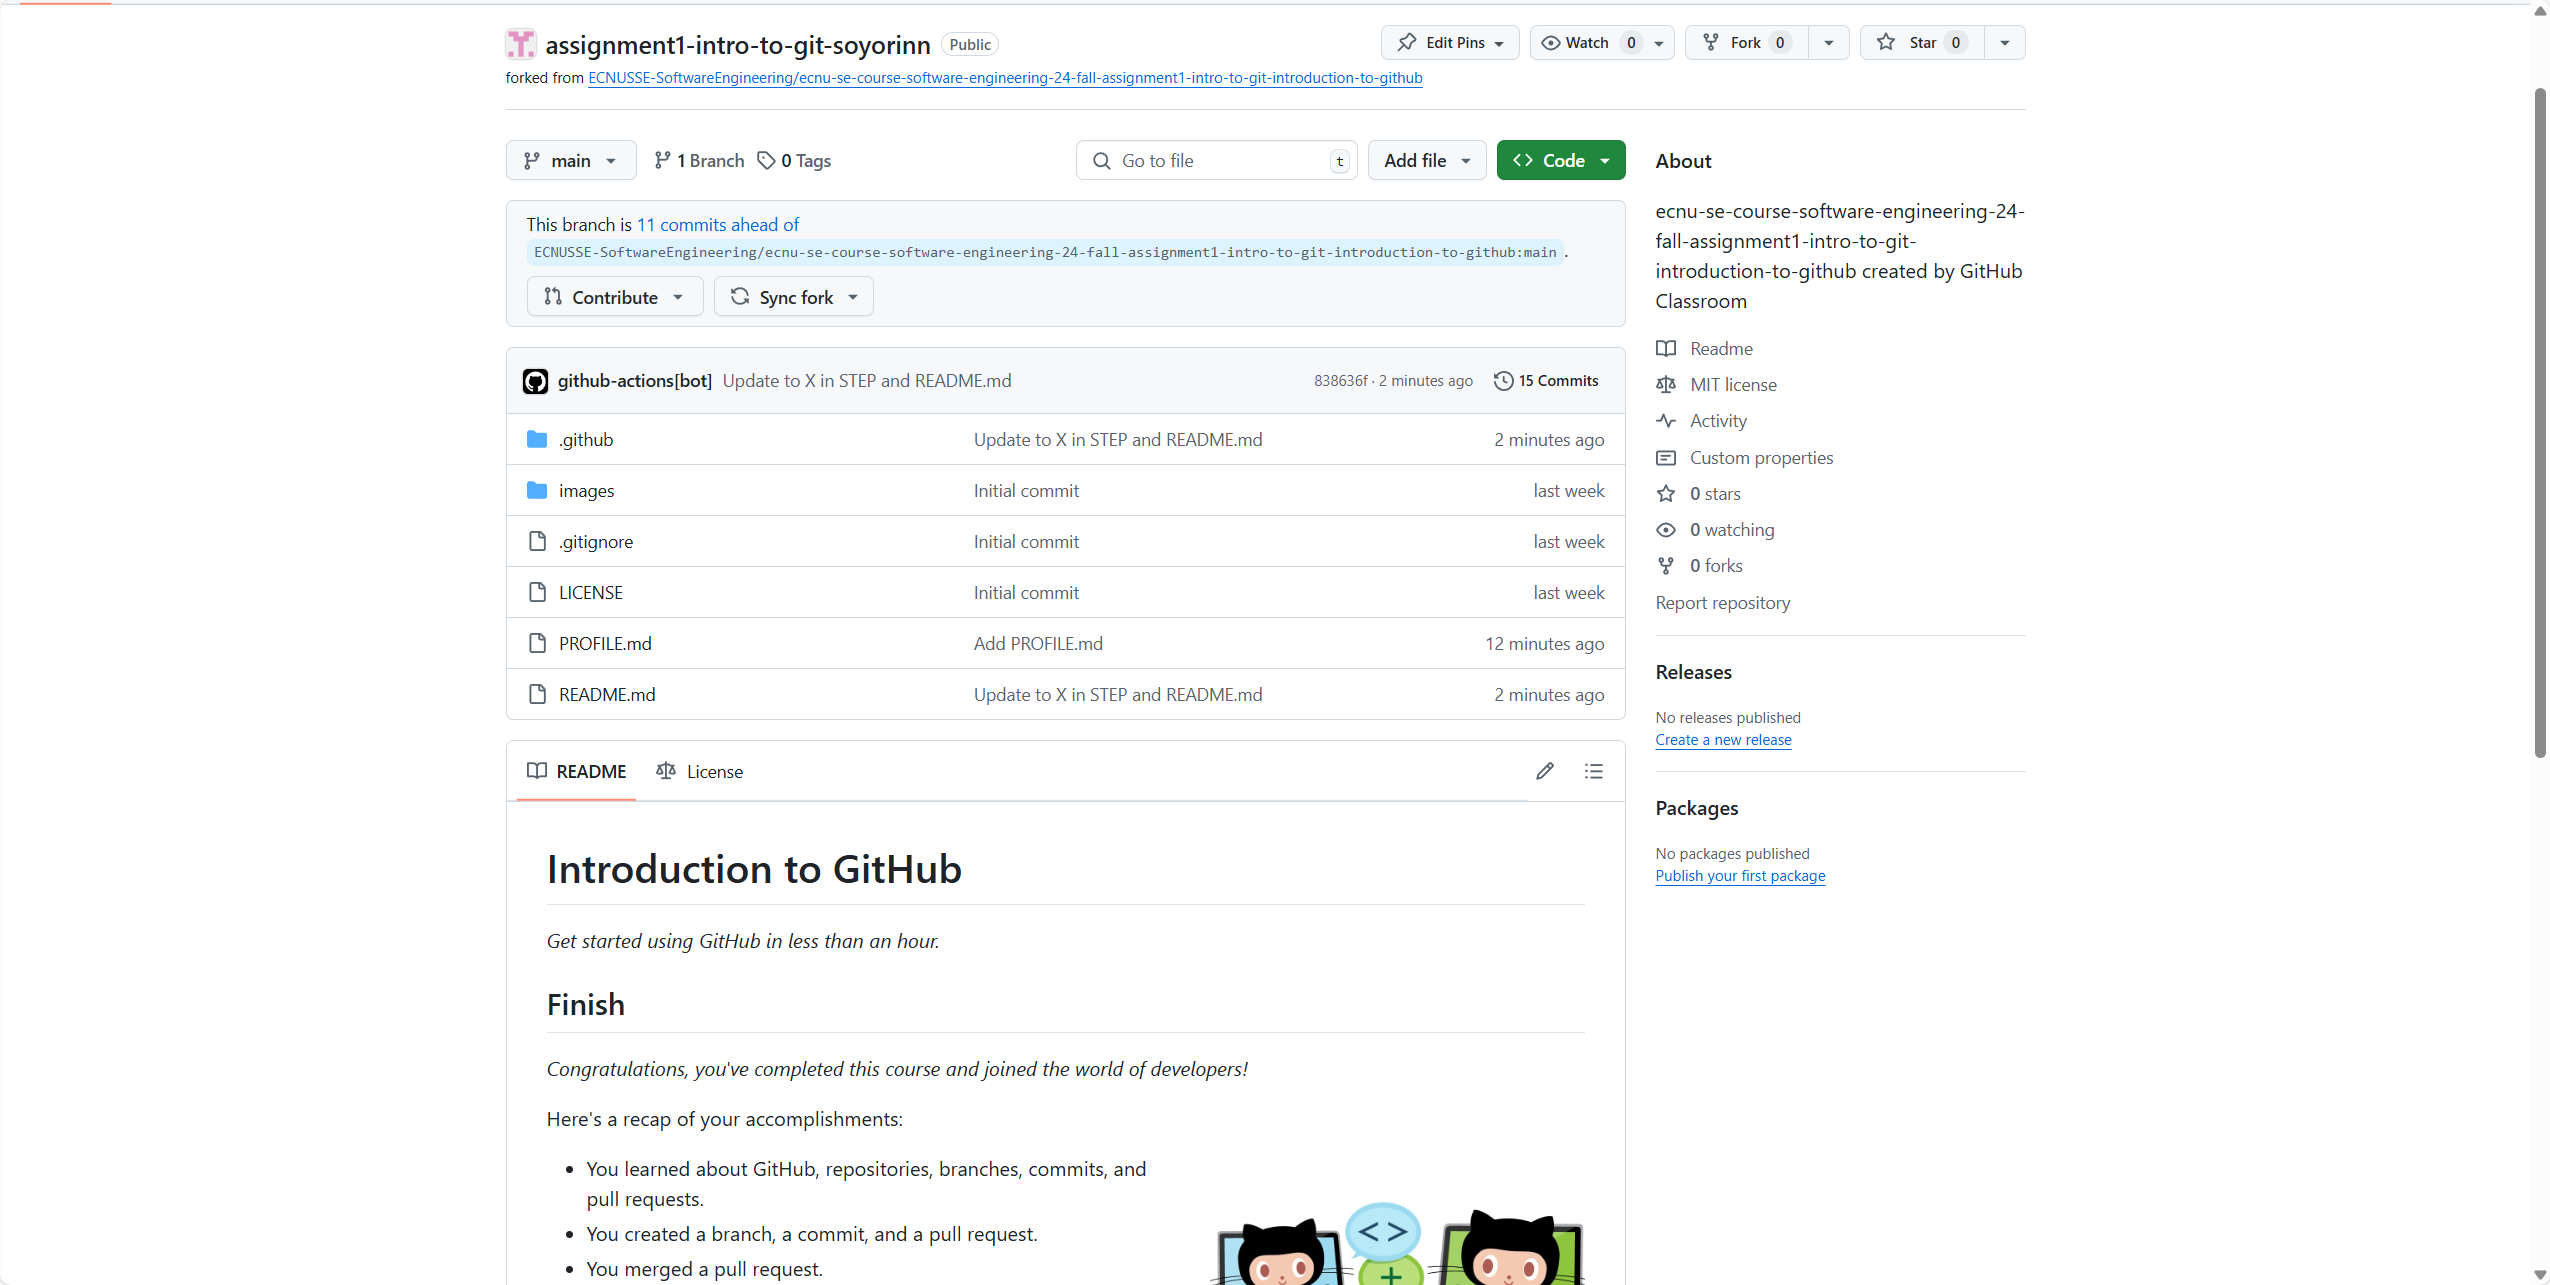 assignment1-intro-to-git-soyorinn Public
Edit Pins Watch 0 Fork 0 Star 0
forked from ECNUSSE-SoftwareEngineering/ecnu-se-course-software-engineering-24-fall-assignment1-intro-to-git-introduction-to-github
main 1 Branch 0 Tags Go to file t Add file Code
This branch is 11 commits ahead of
ECNUSSE-SoftwareEngineering/ecnu-se-course-software-engineering-24-fall-assignment1-intro-to-git-introduction-to-github:main .
Contribute Sync fork
github-actions[bot] Update to X in STEP and README.md 838636f · 2 minutes ago 15 Commits
.github Update to X in STEP and README.md 2 minutes ago
images Initial commit last week
.gitignore Initial commit last week
LICENSE Initial commit last week
PROFILE.md Add PROFILE.md 12 minutes ago
README.md Update to X in STEP and README.md 2 minutes ago
README License
Introduction to GitHub
Get started using GitHub in less than an hour.
Finish
Congratulations, you've completed this course and joined the world of developers!
Here's a recap of your accomplishments:
• You learned about GitHub, repositories, branches, commits, and
pull requests.
• You created a branch, a commit, and a pull request.
• You merged a pull request.
About
ecnu-se-course-software-engineering-24-
fall-assignment1-intro-to-git-
introduction-to-github created by GitHub
Classroom
Readme
MIT license
Activity
Custom properties
0 stars
0 watching
0 forks
Report repository
Releases
No releases published
Create a new release
Packages
No packages published
Publish your first package